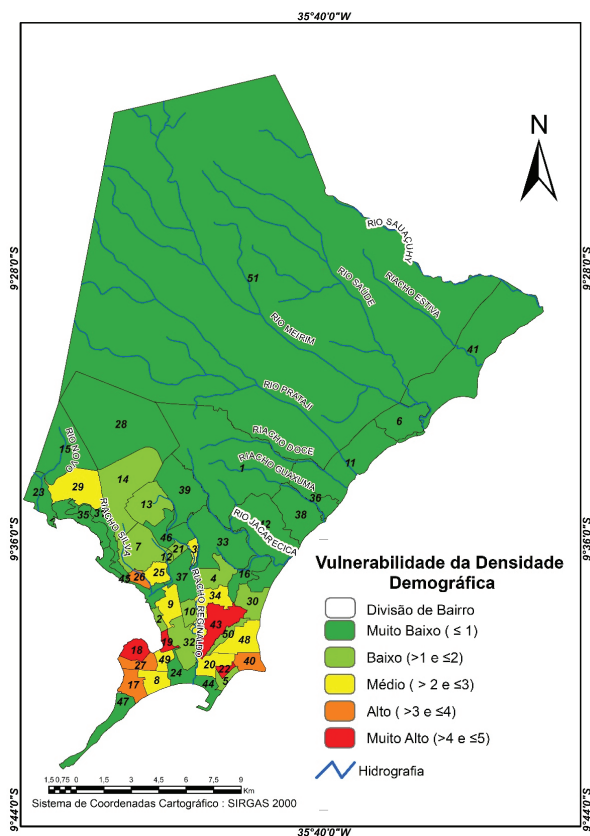 35°40'0"W
N
9°28'0"S
9°28'0"S
RIO SAUAÇUHY
RIACHO ESTIVA
RIO SAÚDE
51
RIO MEIRIM
41
RIO PRATAJI
6
28
RIACHO DOCE
RIO NOVO
15
1
11
RIACHO GUAXUMA
14
29
39
36
23
13
38
35
RIACHO SILVA
RIO JACARECICA
9°36'0"S
9°36'0"S
46
33
7
21
3
12
25
16
45
26
37
4
RIACHO REGINALDO
34
30
9
10
2
43
50
19
32
48
18
49
20
40
27
22
24
17
8
44
5
47
Vulnerabilidade da Densidade
Demográfica
Divisão de Bairro
Muito Baixo ( ≤ 1)
Baixo (>1 e ≤2)
Médio ( > 2 e ≤3)
Alto ( >3 e ≤4)
Muito Alto (>4 e ≤5)
Hidrografia
1,5 0,75 0 1,5 3 4,5 6 7,5 9
Km
Sistema de Coordenadas Cartográfico : SIRGAS 2000
9°44'0"S
9°44'0"S
35°40'0"W